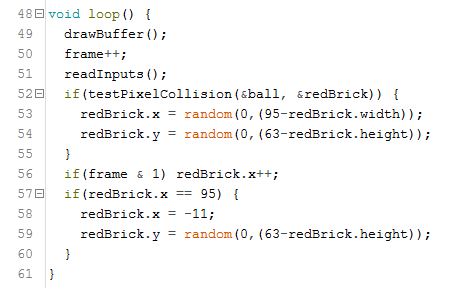 48 void loop() {
49   drawBuffer();
50   frame++;
51   readInputs();
52   if(testPixelCollision(&ball, &redBrick)) {
53     redBrick.x = random(0,(95-redBrick.width));
54     redBrick.y = random(0,(63-redBrick.height));
55   }
56   if(frame & 1) redBrick.x++;
57   if(redBrick.x == 95) {
58     redBrick.x = -11;
59     redBrick.y = random(0,(63-redBrick.height));
60   }
61 }